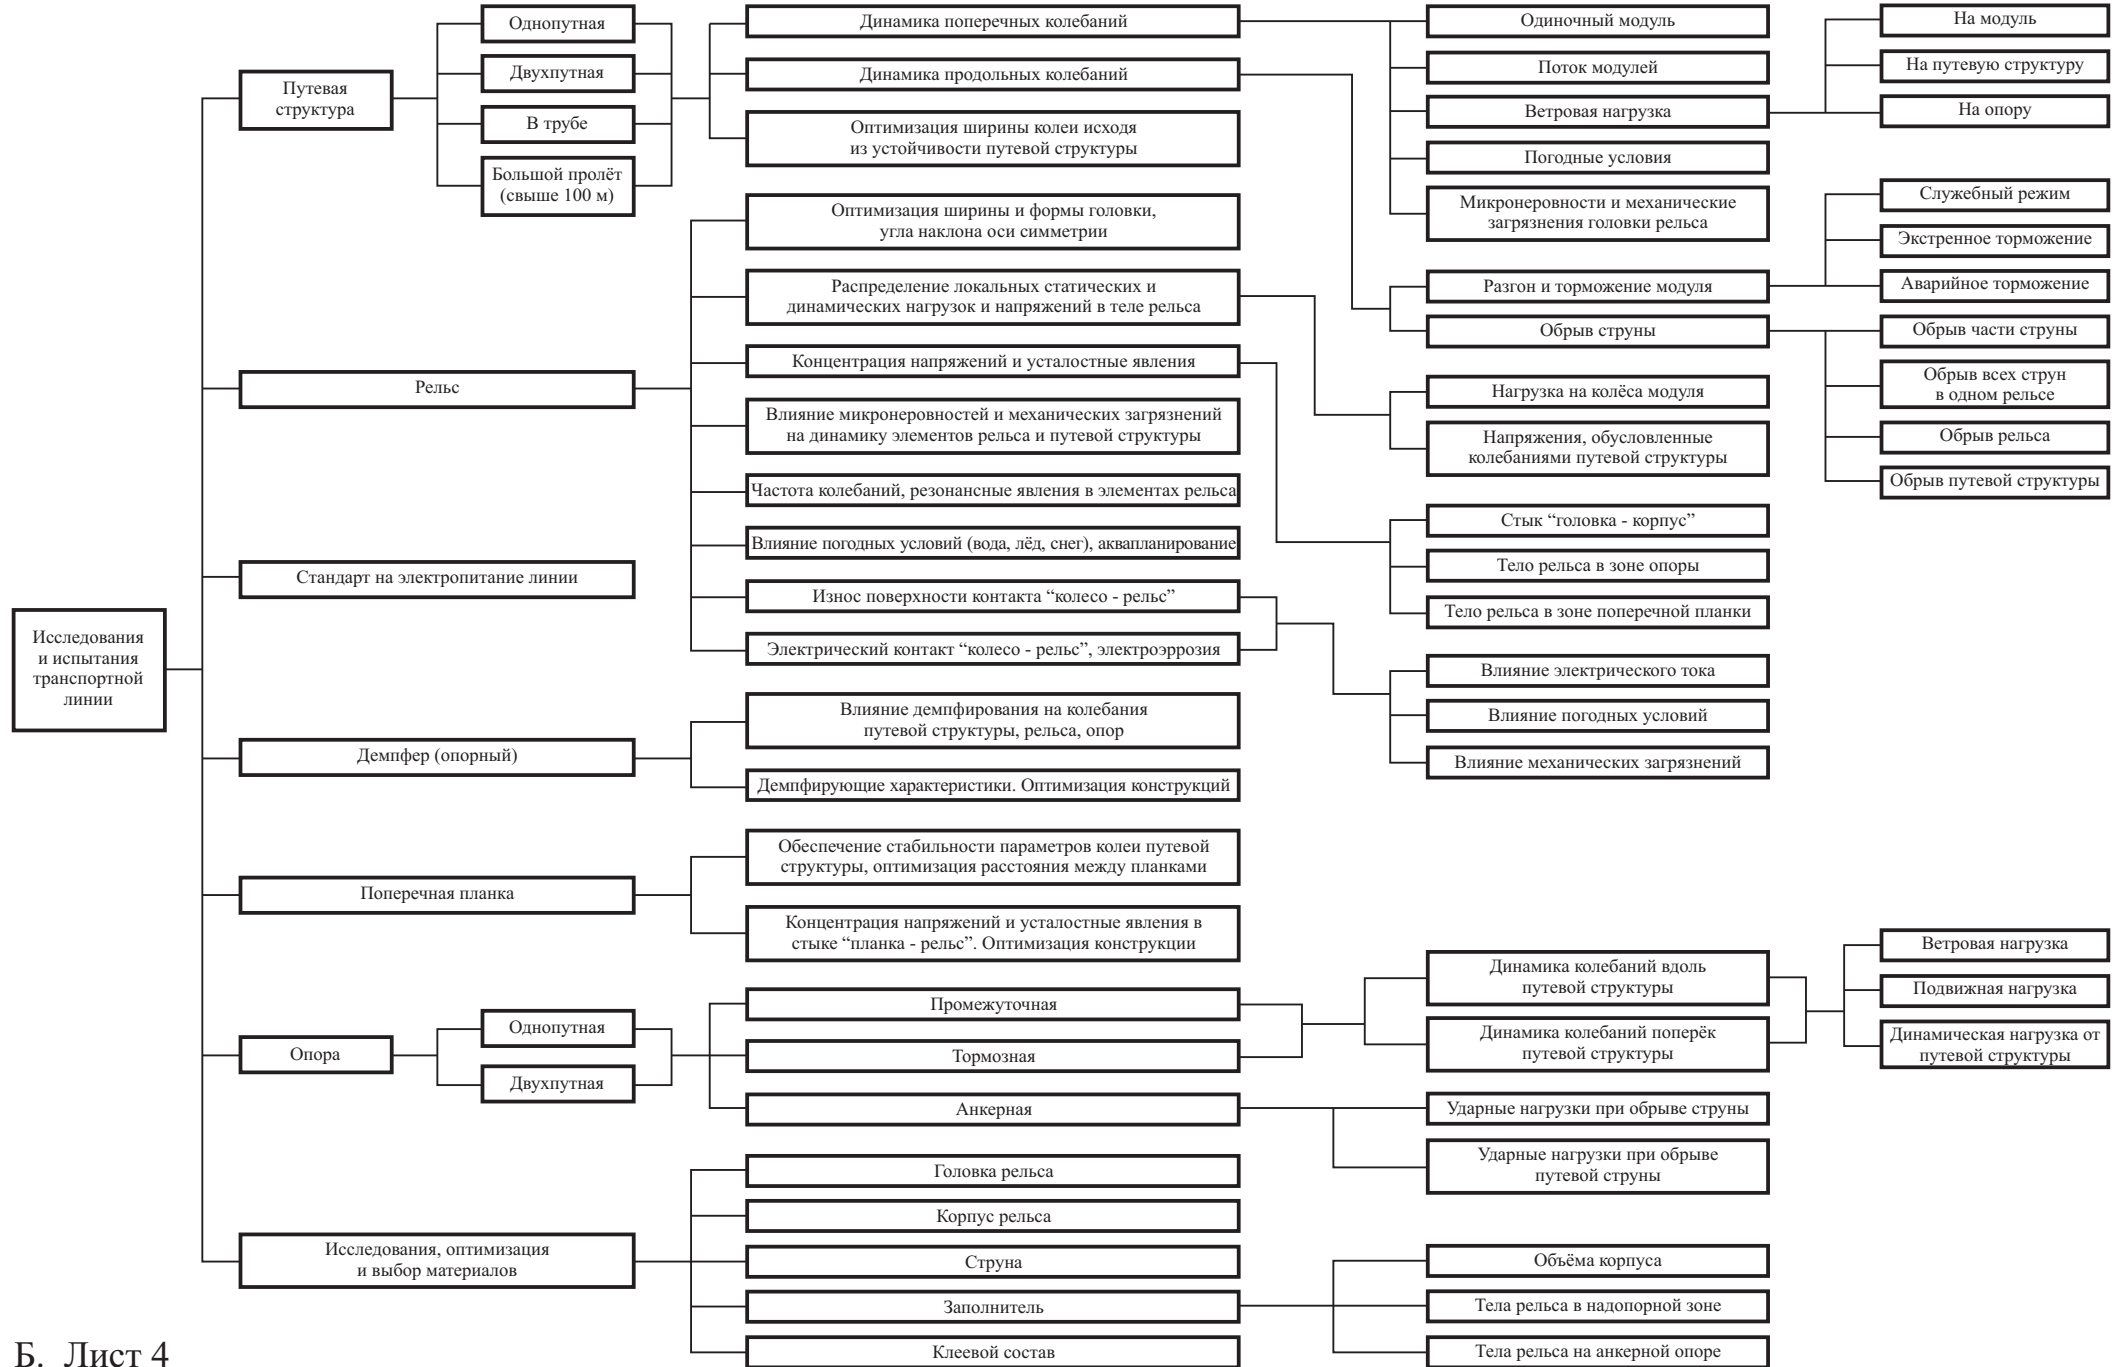 Исследования
и испытания
транспортной
линии
Путевая
структура
Однопутная
Двухпутная
В трубе
Большой пролёт
(свыше 100 м)
Динамика поперечных колебаний
Динамика продольных колебаний
Оптимизация ширины колеи исходя
из устойчивости путевой структуры
Одиночный модуль
Поток модулей
Ветровая нагрузка
Погодные условия
Микронеровности и механические
загрязнения головки рельса
На модуль
На путевую структуру
На опору
Разгон и торможение модуля
Обрыв струны
Служебный режим
Экстренное торможение
Аварийное торможение
Обрыв части струны
Обрыв всех струн
в одном рельсе
Обрыв рельса
Обрыв путевой структуры
Рельс
Оптимизация ширины и формы головки,
угла наклона оси симметрии
Распределение локальных статических и
динамических нагрузок и напряжений в теле рельса
Концентрация напряжений и усталостные явления
Влияние микронеровностей и механических загрязнений
на динамику элементов рельса и путевой структуры
Частота колебаний, резонансные явления в элементах рельса
Влияние погодных условий (вода, лёд, снег), аквапланирование
Износ поверхности контакта “колесо - рельс”
Электрический контакт “колесо - рельс”, электроэррозия
Нагрузка на колёса модуля
Напряжения, обусловленные
колебаниями путевой структуры
Стык “головка - корпус”
Тело рельса в зоне опоры
Тело рельса в зоне поперечной планки
Влияние электрического тока
Влияние погодных условий
Влияние механических загрязнений
Стандарт на электропитание линии
Демпфер (опорный)
Влияние демпфирования на колебания
путевой структуры, рельса, опор
Демпфирующие характеристики. Оптимизация конструкций
Поперечная планка
Обеспечение стабильности параметров колеи путевой
структуры, оптимизация расстояния между планками
Концентрация напряжений и усталостные явления в
стыке “планка - рельс”. Оптимизация конструкции
Опора
Однопутная
Двухпутная
Промежуточная
Тормозная
Анкерная
Динамика колебаний вдоль
путевой структуры
Динамика колебаний поперёк
путевой структуры
Ветровая нагрузка
Подвижная нагрузка
Динамическая нагрузка от
путевой структуры
Ударные нагрузки при обрыве струны
Ударные нагрузки при обрыве
путевой струны
Исследования, оптимизация
и выбор материалов
Головка рельса
Корпус рельса
Струна
Заполнитель
Клеевой состав
Объёма корпуса
Тела рельса в надопорной зоне
Тела рельса на анкерной опоре
Б. Лист 4